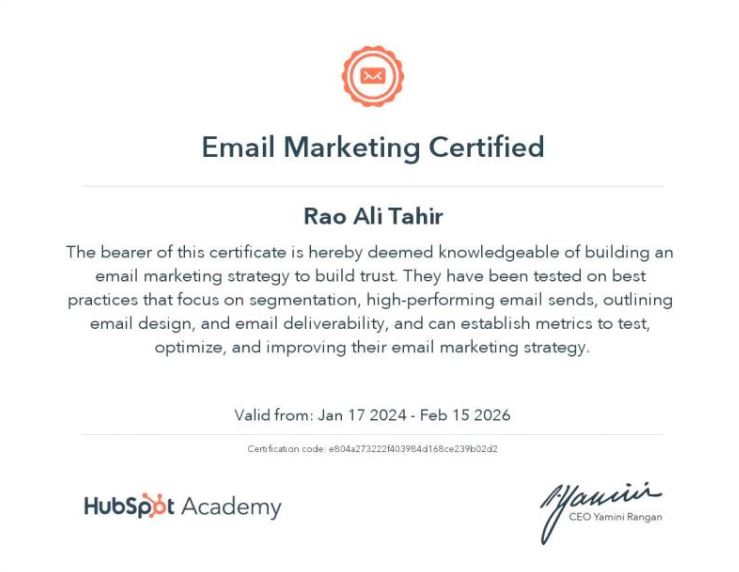 Email Marketing Certified
Rao Ali Tahir
The bearer of this certificate is hereby deemed knowledgeable of building an
email marketing strategy to build trust. They have been tested on best
practices that focus on segmentation, high-performing email sends, outlining
email design, and email deliverability, and can establish metrics to test,
optimize, and improving their email marketing strategy.
Valid from: Jan 17 2024 - Feb 15 2026
Certification code: e804a273222f403984d168ce239b02d2
HubSpot Academy
Yamini
CEO Yamini Rangan